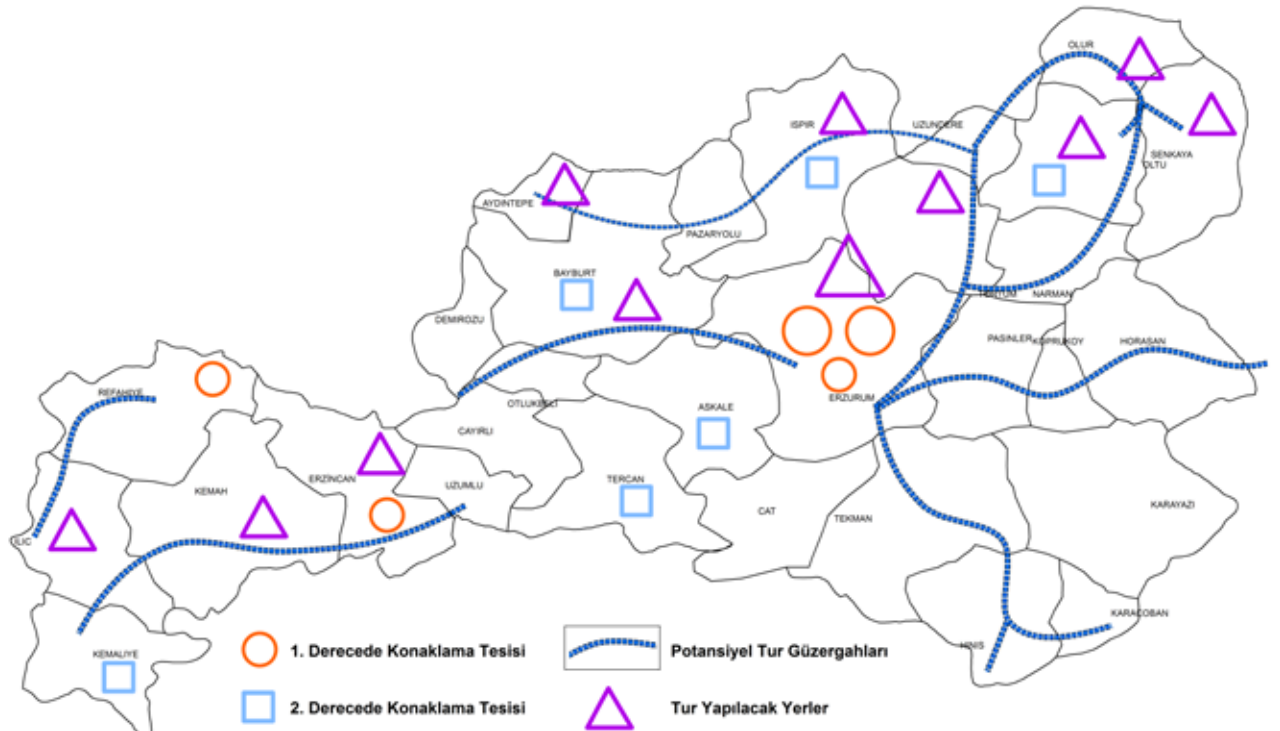 OLUR
ISPIR
UZUNDERE
SENKAYA
OLTU
AYDINTEPE
PAZARYOLU
BAYBURT
DEMIROZU
NARMAN
PASINLER
KOPRUKOY
HORASAN
REFAHIYE
ERZURUM
OTLUKBELI
ASKALE
CAYIRLI
ERZİNCAN
UZUMLU
TERCAN
KEMAH
CAT
TEKMAN
KARAYAZI
ILIC
KARACOBAN
HINIS
KEMALIYE
1. Derecede Konaklama Tesisi
Potansiyel Tur Güzergahları
2. Derecede Konaklama Tesisi
Tur Yapılacak Yerler